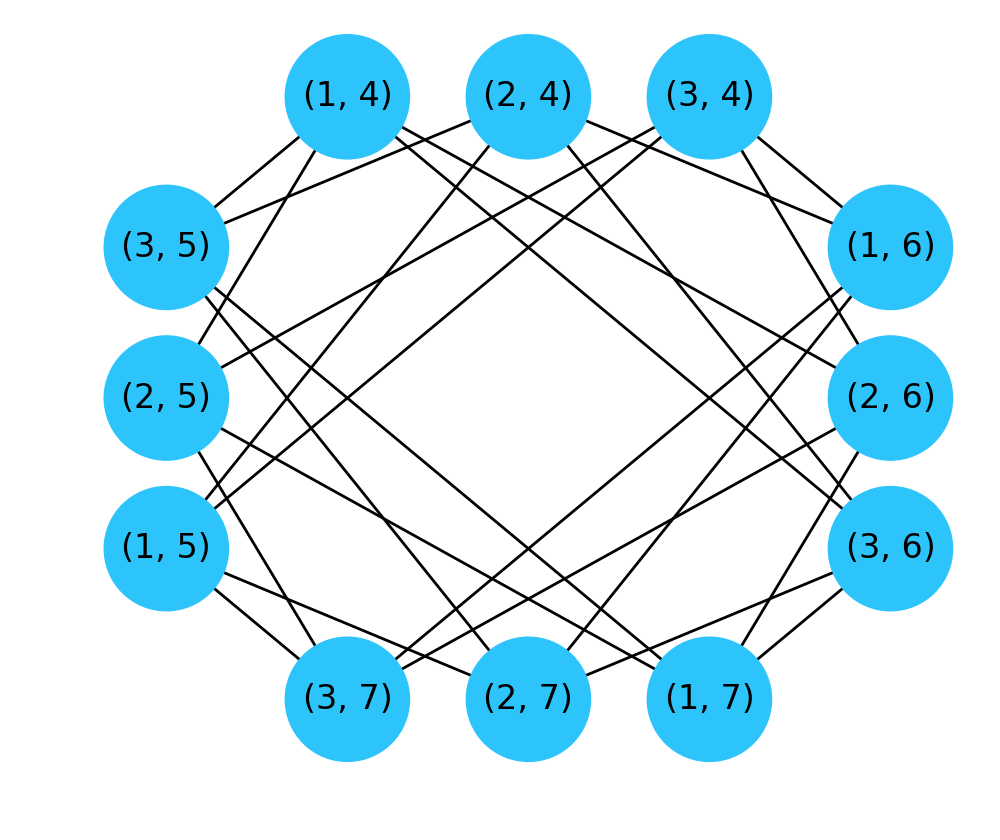 (1, 4) (2, 4) (3, 4)
(3, 5) (1, 6)
(2, 5) (2, 6)
(1, 5) (3, 6)
(3, 7) (2, 7) (1, 7)